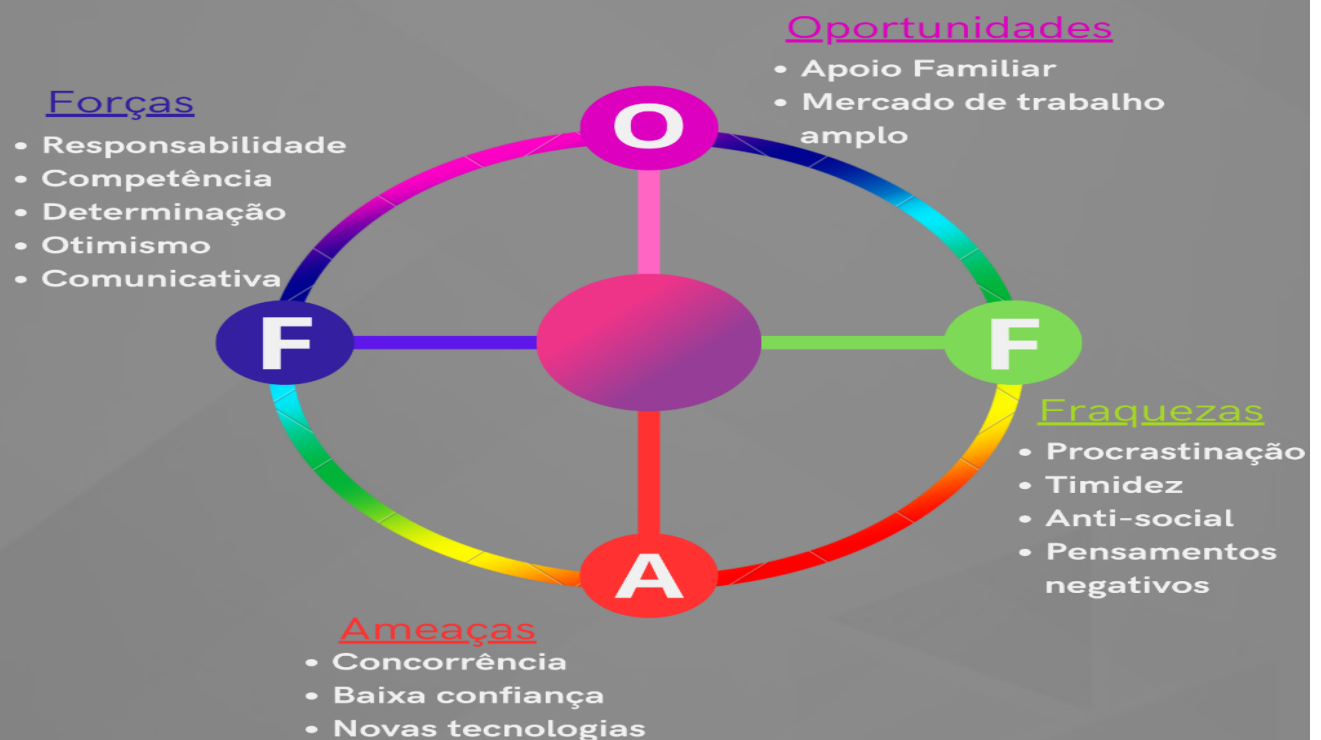 Oportunidades
• Apoio Familiar
• Mercado de trabalho
amplo
Forças
• Responsabilidade
• Competência
• Determinação
• Otimismo
• Comunicativa
O
F
F
A
Fraquezas
• Procrastinação
• Timidez
• Anti-social
• Pensamentos
negativos
Ameaças
• Concorrência
• Baixa confiança
• Novas tecnologias